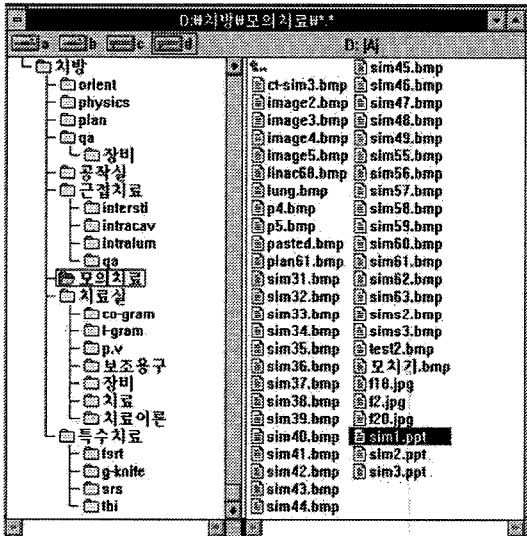 D:₩치방₩모의치료₩*.*
a b c d D: [A]
치방
orient
physics
plan
qa
장비
공작실
근접치료
intersti
intracav
intralum
qa
모의치료
치료실
co-gram
l-gram
p.v
보조용구
장비
치료
치료이론
특수치료
fsrt
g-knife
srs
tbi
..
ct-sim3.bmp
image2.bmp
image3.bmp
image4.bmp
image5.bmp
linac68.bmp
lung.bmp
p4.bmp
p5.bmp
pasted.bmp
plan61.bmp
sim31.bmp
sim32.bmp
sim33.bmp
sim34.bmp
sim35.bmp
sim36.bmp
sim37.bmp
sim38.bmp
sim39.bmp
sim40.bmp
sim41.bmp
sim42.bmp
sim43.bmp
sim44.bmp
sim45.bmp
sim46.bmp
sim47.bmp
sim48.bmp
sim49.bmp
sim55.bmp
sim56.bmp
sim57.bmp
sim58.bmp
sim59.bmp
sim60.bmp
sim61.bmp
sim62.bmp
sim63.bmp
sims2.bmp
sims3.bmp
test2.bmp
모치기.bmp
f18.jpg
f2.jpg
f20.jpg
sim1.ppt
sim2.ppt
sim3.ppt